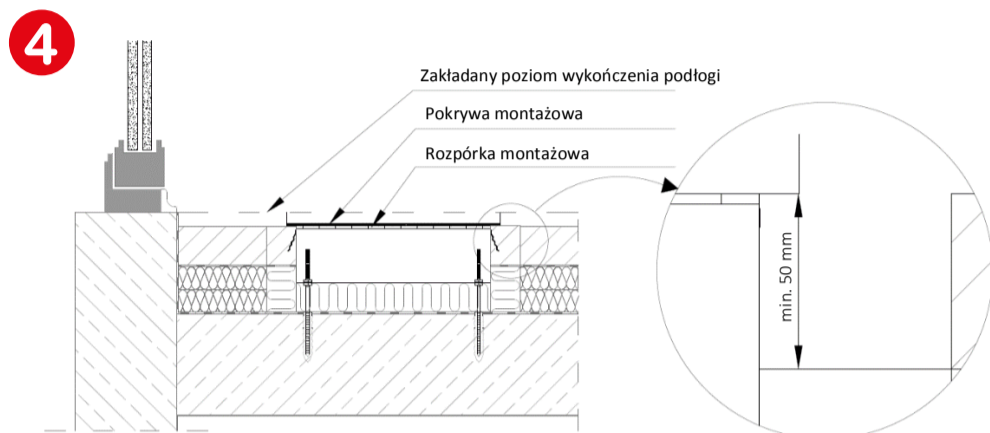 4
Zakładany poziom wykończenia podłogi
Pokrywa montażowa
Rozpórka montażowa
min. 50 mm